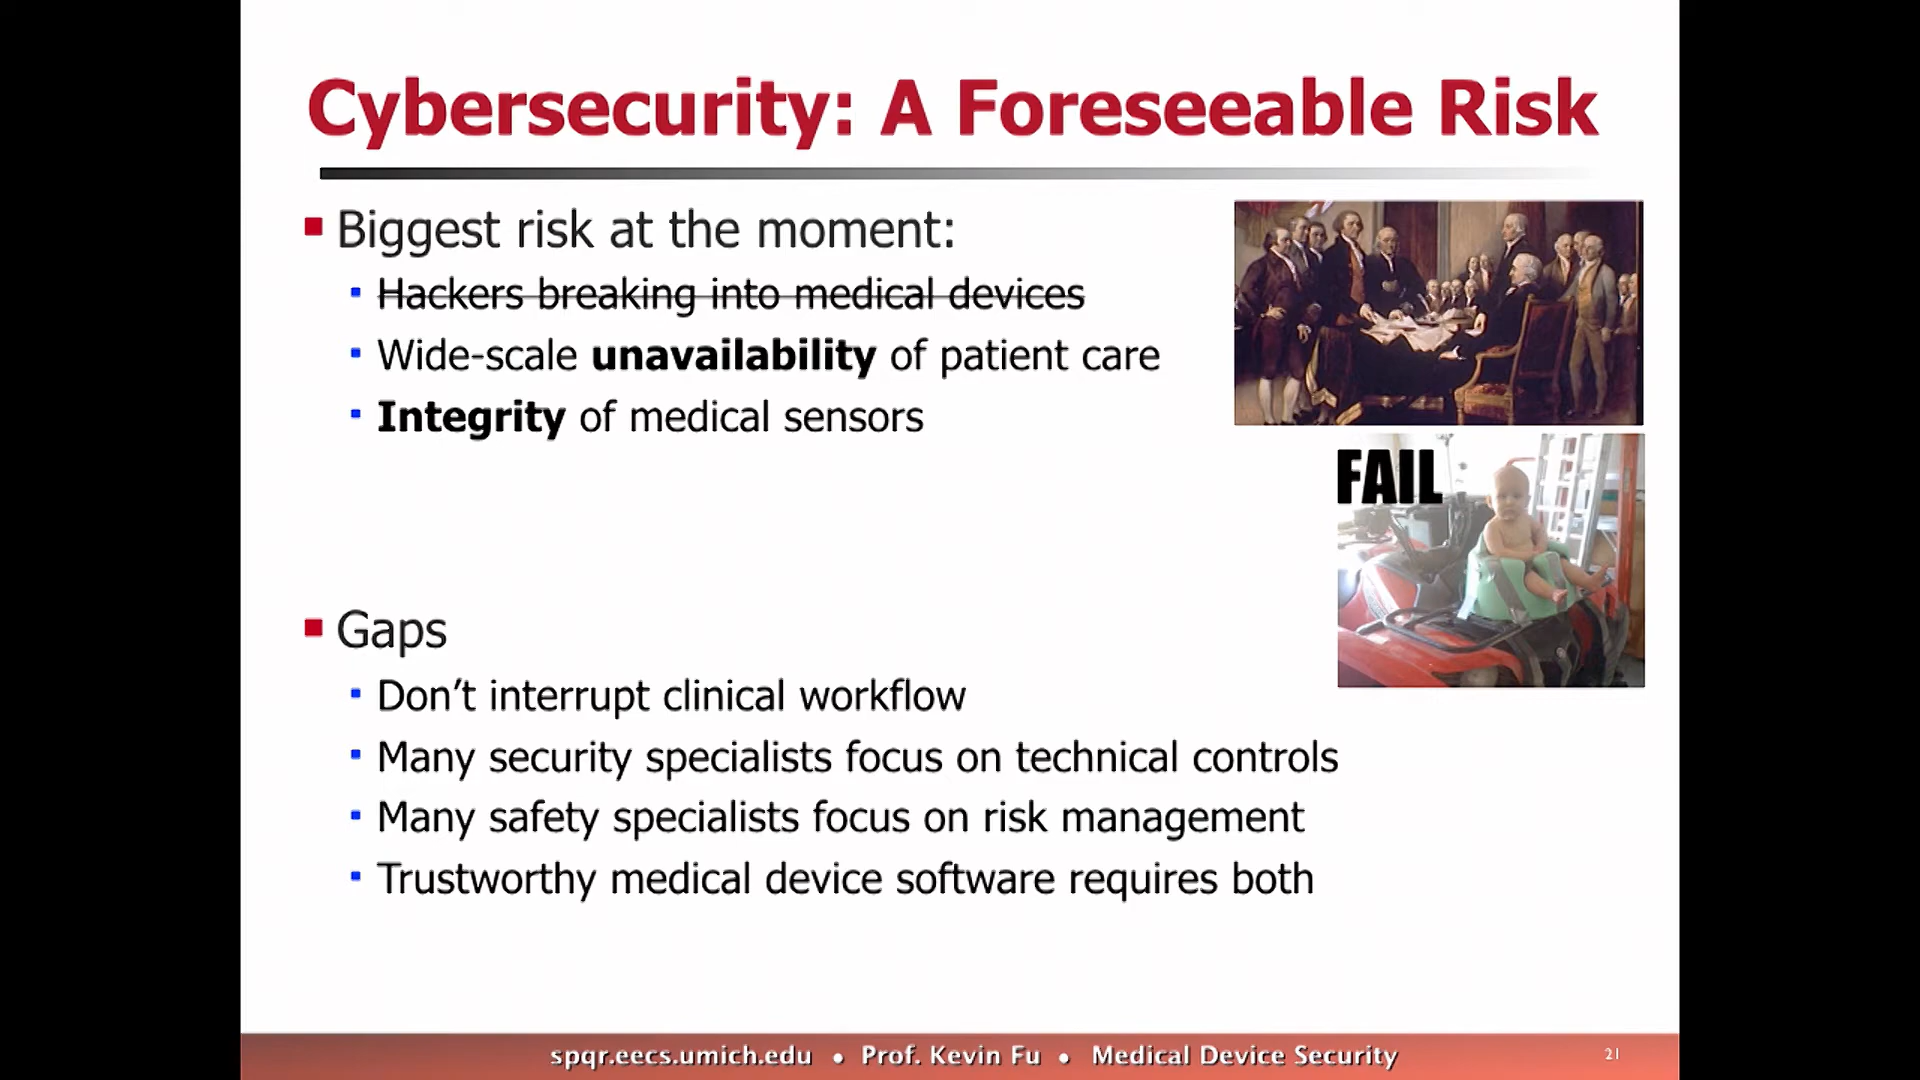 Cybersecurity: A Foreseeable Risk
Biggest risk at the moment:
Hackers breaking into medical devices
Wide-scale unavailability of patient care
Integrity of medical sensors
FAIL
Gaps
Don’t interrupt clinical workflow
Many security specialists focus on technical controls
Many safety specialists focus on risk management
Trustworthy medical device software requires both
spqr.eecs.umich.edu • Prof. Kevin Fu • Medical Device Security 21